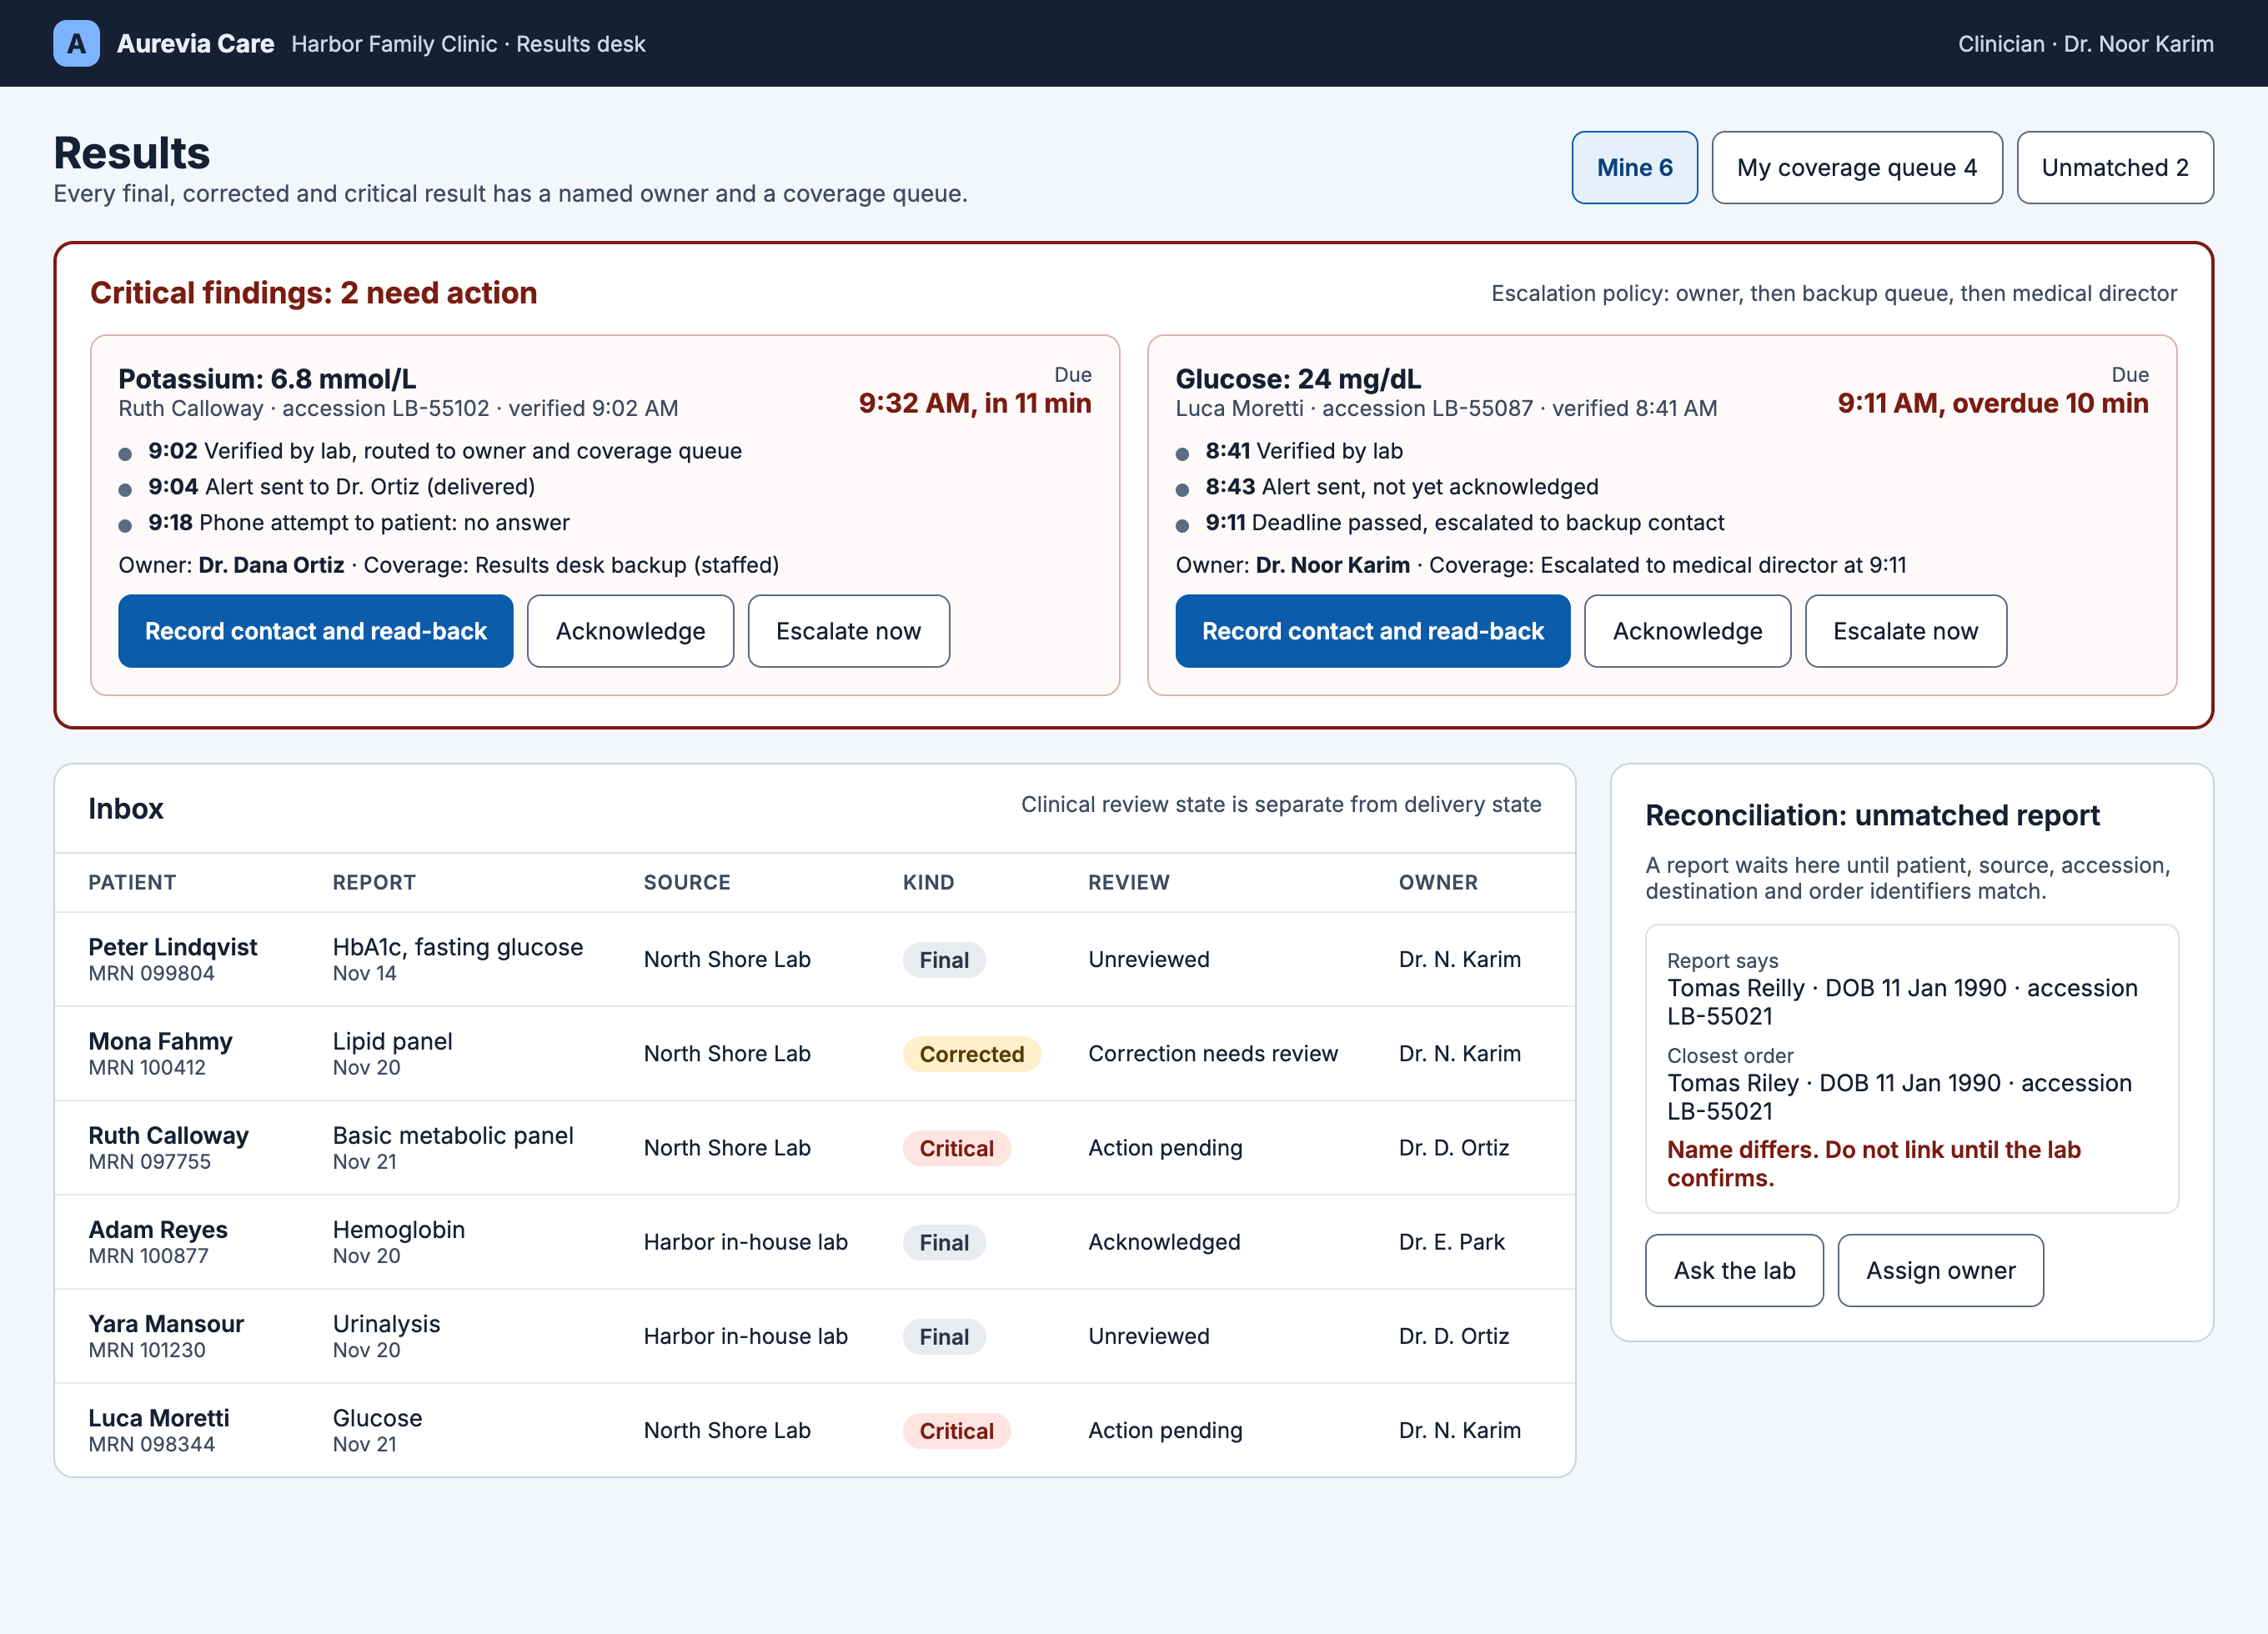 A
Aurevia Care Harbor Family Clinic · Results desk
Clinician · Dr. Noor Karim
Results
Every final, corrected and critical result has a named owner and a coverage queue.
Mine 6
My coverage queue 4
Unmatched 2
Critical findings: 2 need action
Escalation policy: owner, then backup queue, then medical director
Potassium: 6.8 mmol/L
Ruth Calloway · accession LB-55102 · verified 9:02 AM
Due
9:32 AM, in 11 min
9:02 Verified by lab, routed to owner and coverage queue
9:04 Alert sent to Dr. Ortiz (delivered)
9:18 Phone attempt to patient: no answer
Owner: Dr. Dana Ortiz · Coverage: Results desk backup (staffed)
Record contact and read-back
Acknowledge
Escalate now
Glucose: 24 mg/dL
Luca Moretti · accession LB-55087 · verified 8:41 AM
Due
9:11 AM, overdue 10 min
8:41 Verified by lab
8:43 Alert sent, not yet acknowledged
9:11 Deadline passed, escalated to backup contact
Owner: Dr. Noor Karim · Coverage: Escalated to medical director at 9:11
Record contact and read-back
Acknowledge
Escalate now
Inbox
Clinical review state is separate from delivery state
PATIENT REPORT SOURCE KIND REVIEW OWNER
Peter Lindqvist HbA1c, fasting glucose North Shore Lab Final Unreviewed Dr. N. Karim
MRN 099804 Nov 14
Mona Fahmy Lipid panel North Shore Lab Corrected Correction needs review Dr. N. Karim
MRN 100412 Nov 20
Ruth Calloway Basic metabolic panel North Shore Lab Critical Action pending Dr. D. Ortiz
MRN 097755 Nov 21
Adam Reyes Hemoglobin Harbor in-house lab Final Acknowledged Dr. E. Park
MRN 100877 Nov 20
Yara Mansour Urinalysis Harbor in-house lab Final Unreviewed Dr. D. Ortiz
MRN 101230 Nov 20
Luca Moretti Glucose North Shore Lab Critical Action pending Dr. N. Karim
MRN 098344 Nov 21
Reconciliation: unmatched report
A report waits here until patient, source, accession,
destination and order identifiers match.
Report says
Tomas Reilly · DOB 11 Jan 1990 · accession
LB-55021
Closest order
Tomas Riley · DOB 11 Jan 1990 · accession
LB-55021
Name differs. Do not link until the lab
confirms.
Ask the lab
Assign owner